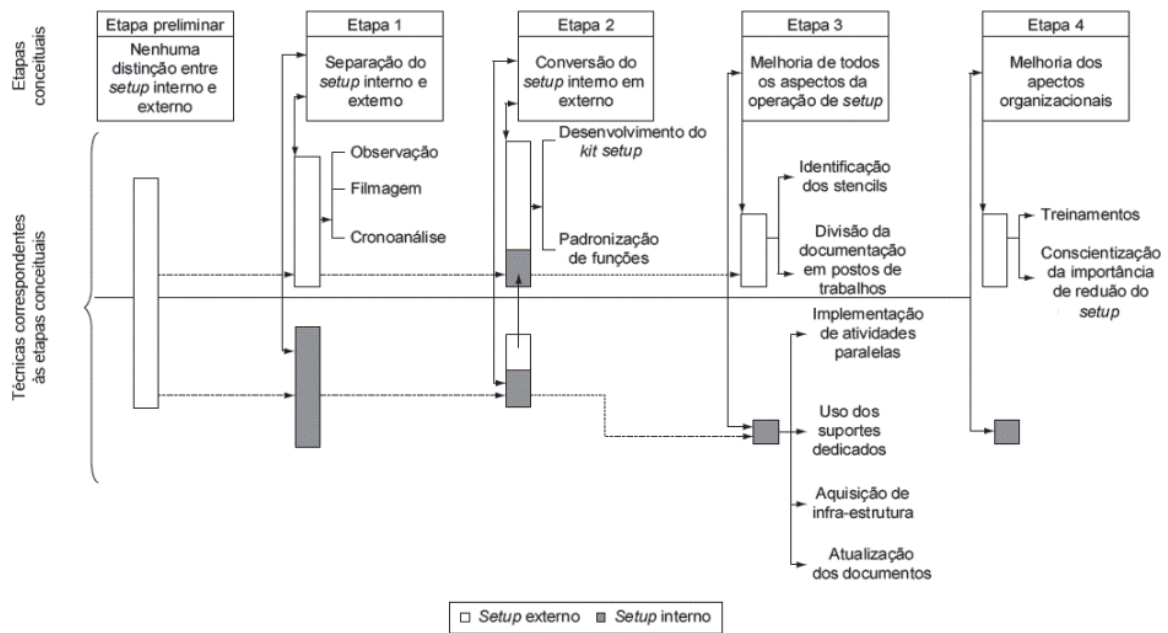 Etapas
conceituais
Etapa preliminar
Nenhuma
distinção entre
setup interno e
externo
Etapa 1
Separação do
setup interno e
externo
Etapa 2
Conversão do
setup interno em
externo
Etapa 3
Melhoria de todos
os aspectos da
operação de setup
Etapa 4
Melhoria dos
apectos
organizacionais
Técnicas correspondentes
às etapas conceituais
Observação
Filmagem
Cronoanálise
Desenvolvimento do
kit setup
Padronização
de funções
Identificação
dos stencils
Divisão da
documentação
em postos de
trabalhos
Implementação
de atividades
paralelas
Uso dos
suportes
dedicados
Aquisição de
infra-estrutura
Atualização
dos documentos
Treinamentos
Conscientização
da importância
de reduão do
setup
Setup externo
Setup interno